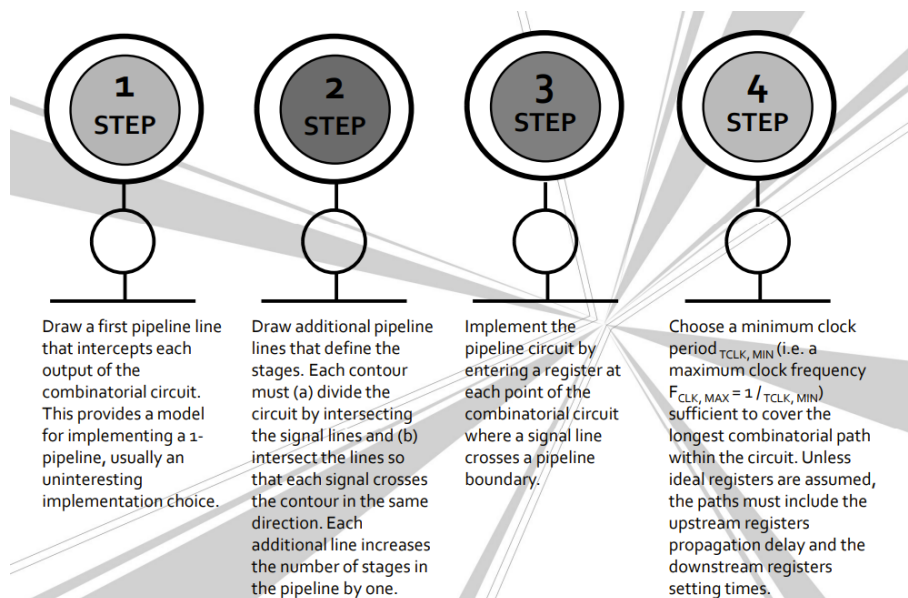 1
STEP
2
STEP
3
STEP
4
STEP
Draw a first pipeline line
that intercepts each
output of the
combinatorial circuit.
This provides a model
for implementing a 1-
pipeline, usually an
uninteresting
implementation choice.
Draw additional pipeline
lines that define the
stages. Each contour
must (a) divide the
circuit by intersecting
the signal lines and (b)
intersect the lines so
that each signal crosses
the contour in the same
direction. Each
additional line increases
the number of stages in
the pipeline by one.
Implement the
pipeline circuit by
entering a register at
each point of the
combinatorial circuit
where a signal line
crosses a pipeline
boundary.
Choose a minimum clock
period TCLK, MIN (i.e. a
maximum clock frequency
FCLK, MAX = 1 / TCLK, MIN)
sufficient to cover the
longest combinatorial path
within the circuit. Unless
ideal registers are assumed,
the paths must include the
upstream registers
propagation delay and the
downstream registers
setting times.